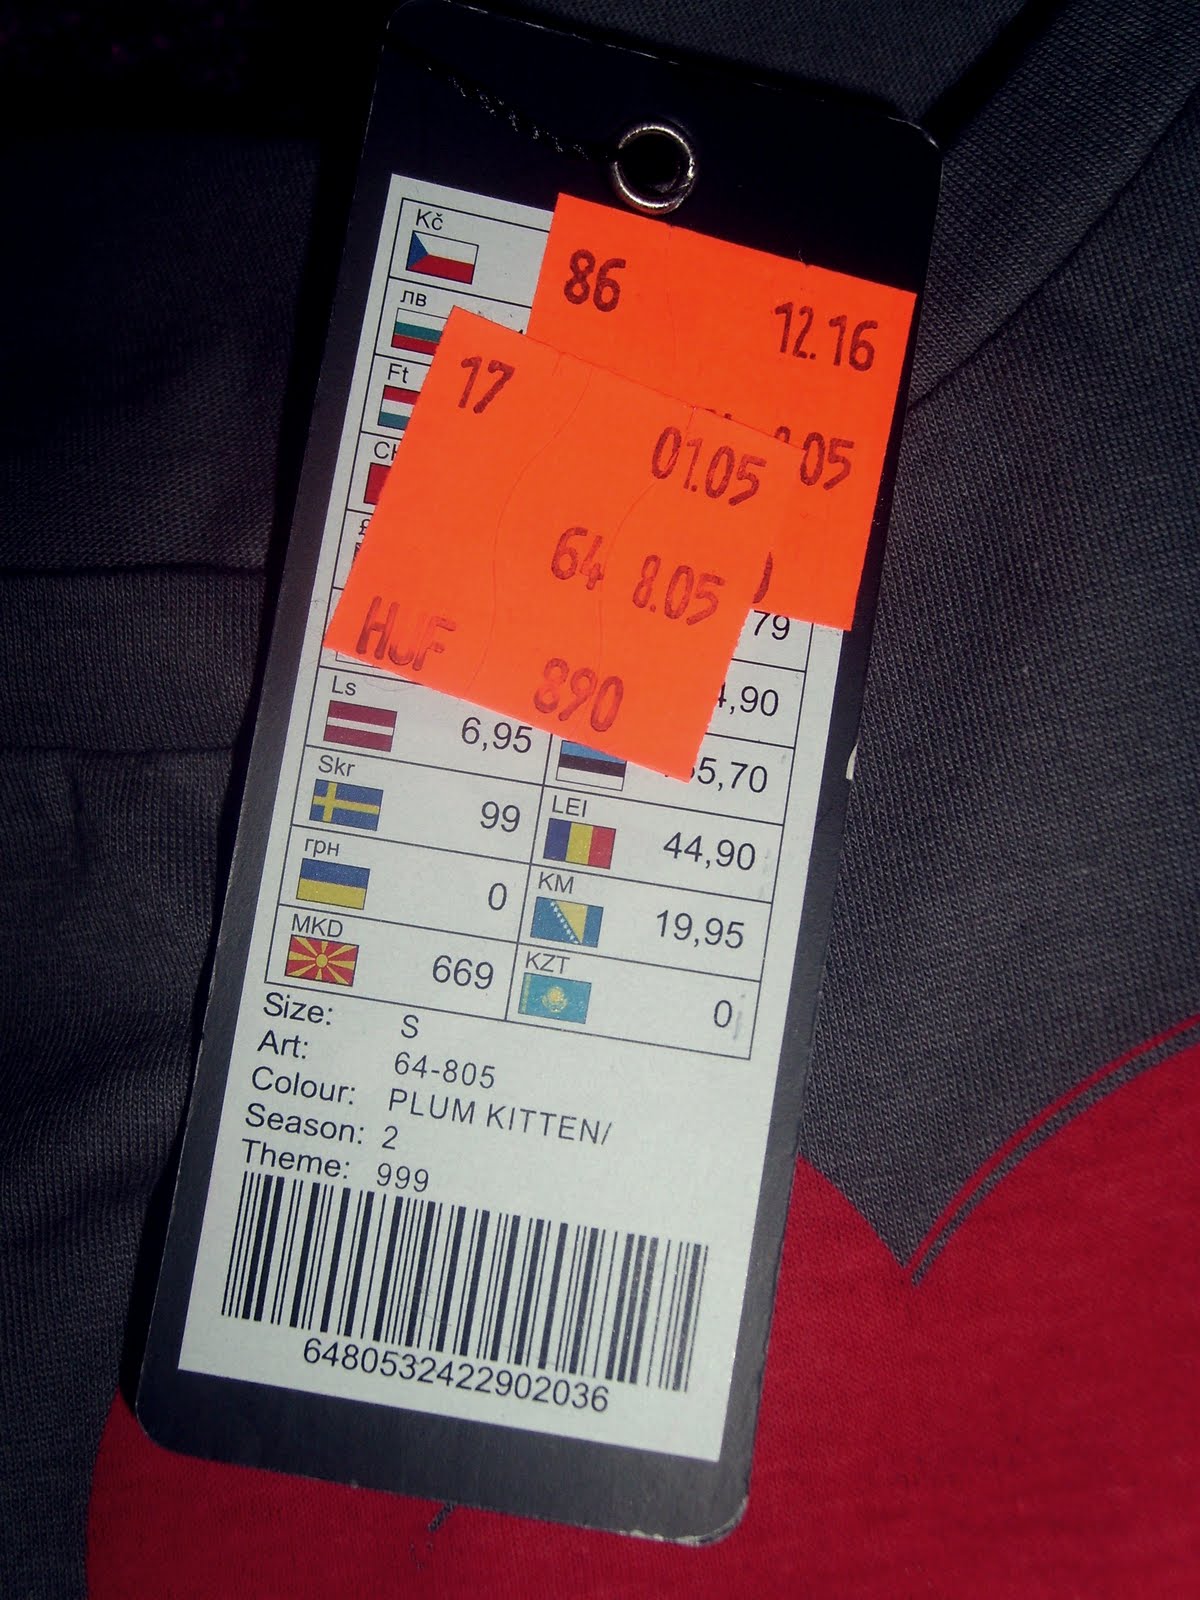 Kč
86 12.16
лв
Ft
17
01.05
05
64 8.05
HUF 890
79
,90
Ls 6,95
5,70
Skr 99
LEI 44,90
грн 0
KM 19,95
MKD 669
KZT 0
Size: S
Art: 64-805
Colour: PLUM KITTEN/
Season: 2
Theme: 999
6480532422902036